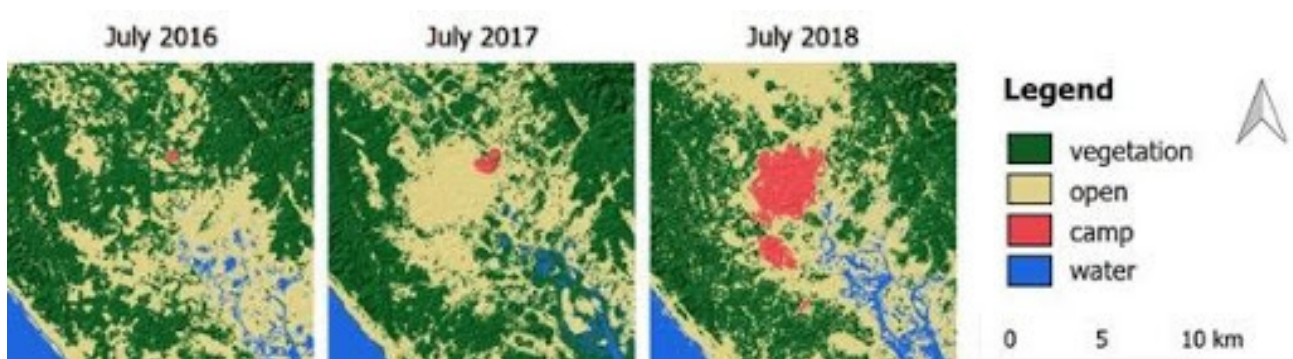 July 2016
July 2017
July 2018
Legend
vegetation
open
camp
water
0 5 10 km